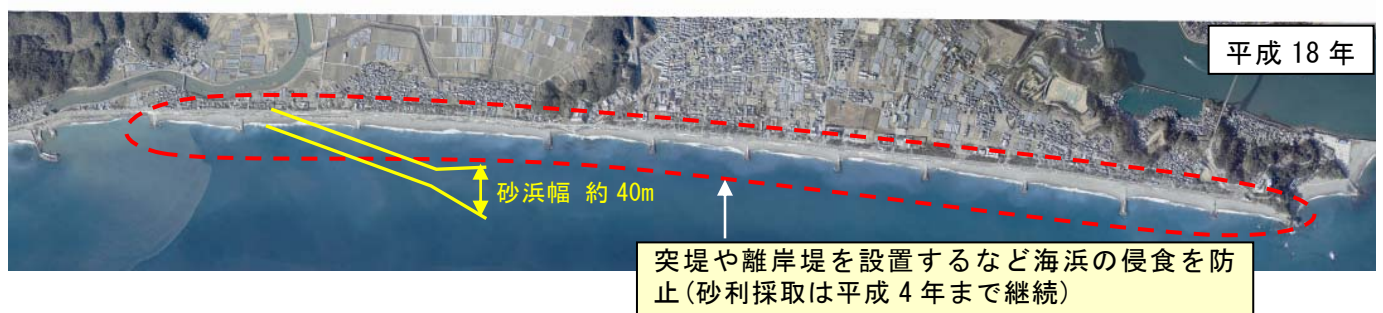 平成 18 年
砂浜幅 約 40m
突堤や離岸堤を設置するなど海浜の侵食を防
止(砂利採取は平成 4 年まで継続)